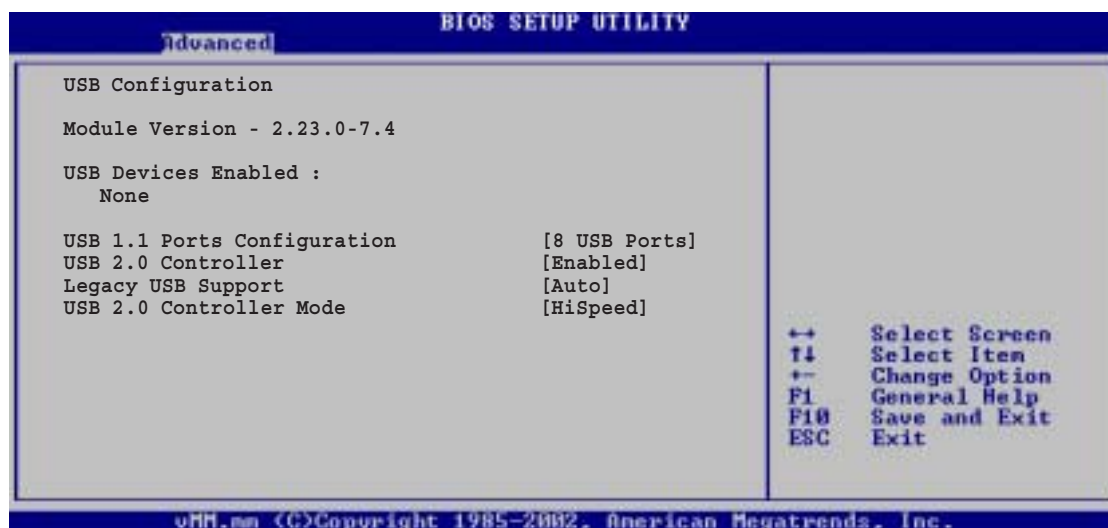 BIOS SETUP UTILITY
Advanced
USB Configuration
Module Version - 2.23.0-7.4
USB Devices Enabled :
None
USB 1.1 Ports Configuration [8 USB Ports]
USB 2.0 Controller [Enabled]
Legacy USB Support [Auto]
USB 2.0 Controller Mode [HiSpeed]
←→ Select Screen
↑↓ Select Item
+- Change Option
F1 General Help
F10 Save and Exit
ESC Exit
vMM.mm (C)Copyright 1985-2002, American Megatrends, Inc.